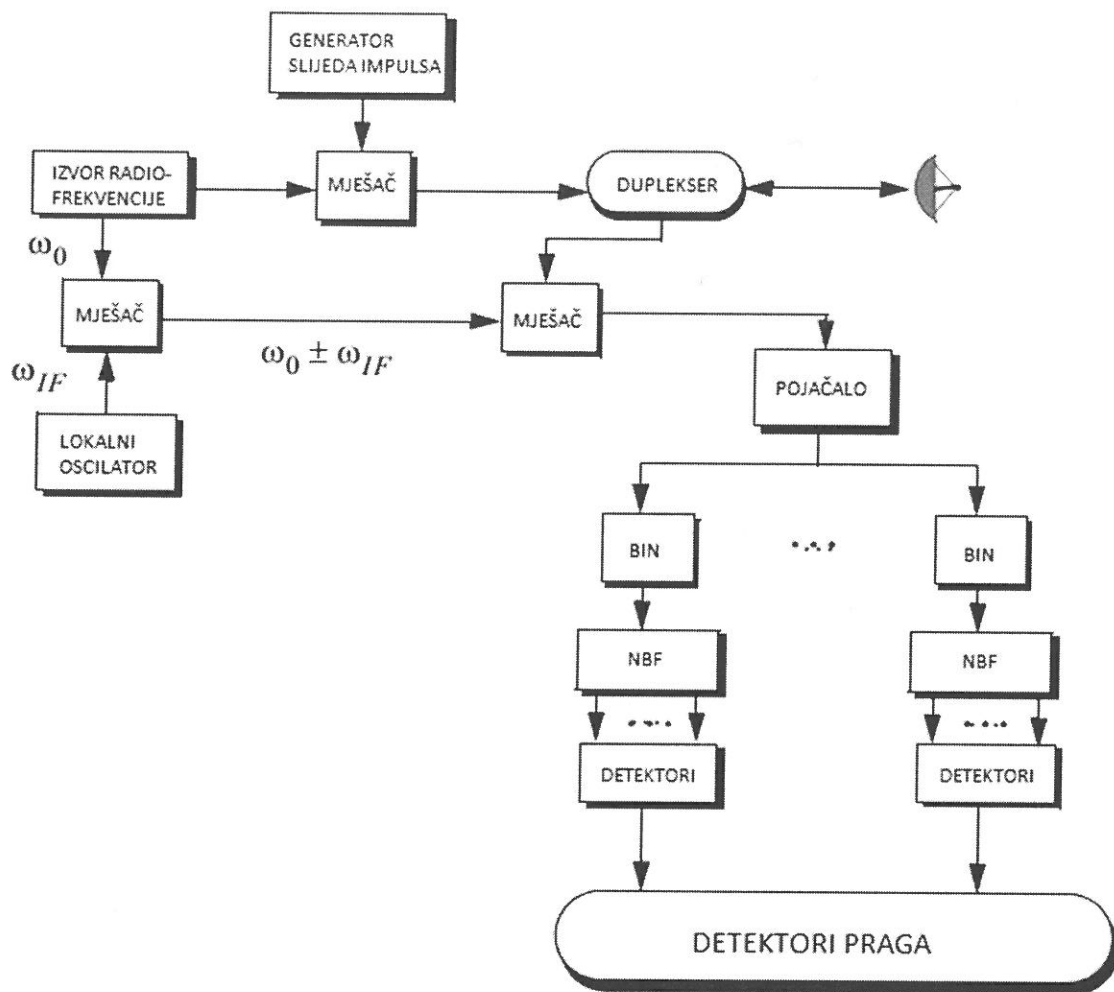 GENERATOR
SLIJEDA IMPULSA
IZVOR RADIO-
FREKVENCIJE
MJEŠAČ
DUPLEKSER
ω0
MJEŠAČ
MJEŠAČ
ω0 ± ωIF
ωIF
POJAČALO
LOKALNI
OSCILATOR
BIN
BIN
NBF
NBF
DETEKTORI
DETEKTORI
DETEKTORI PRAGA